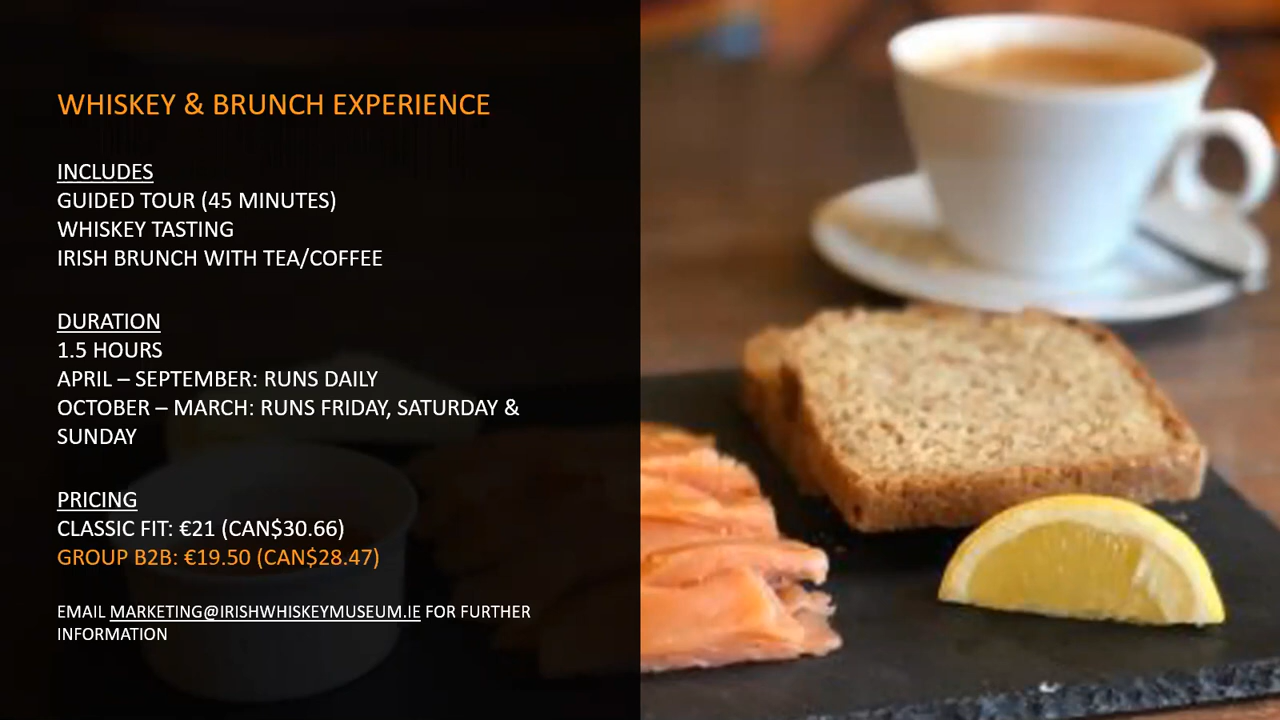 WHISKEY & BRUNCH EXPERIENCE
INCLUDES
GUIDED TOUR (45 MINUTES)
WHISKEY TASTING
IRISH BRUNCH WITH TEA/COFFEE
DURATION
1.5 HOURS
APRIL – SEPTEMBER: RUNS DAILY
OCTOBER – MARCH: RUNS FRIDAY, SATURDAY &
SUNDAY
PRICING
CLASSIC FIT: €21 (CAN$30.66)
GROUP B2B: €19.50 (CAN$28.47)
EMAIL MARKETING@IRISHWHISKEYMUSEUM.IE FOR FURTHER
INFORMATION